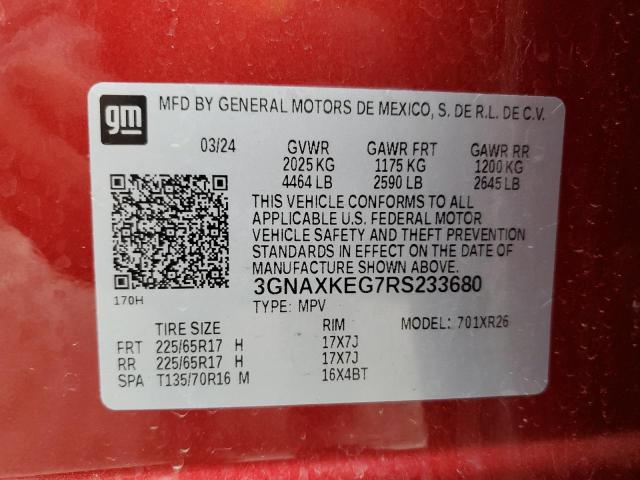 gm MFD BY GENERAL MOTORS DE MEXICO, S. DE R.L. DE C.V.
03/24 GVWR GAWR FRT GAWR RR
2025 KG 1175 KG 1200 KG
4464 LB 2590 LB 2645 LB
THIS VEHICLE CONFORMS TO ALL
APPLICABLE U.S. FEDERAL MOTOR
VEHICLE SAFETY AND THEFT PREVENTION
STANDARDS IN EFFECT ON THE DATE OF
MANUFACTURE SHOWN ABOVE.
170H 3GNAXKEG7RS233680
TYPE: MPV
TIRE SIZE RIM MODEL: 701XR26
FRT 225/65R17 H 17X7J
RR 225/65R17 H 17X7J
SPA T135/70R16 M 16X4BT